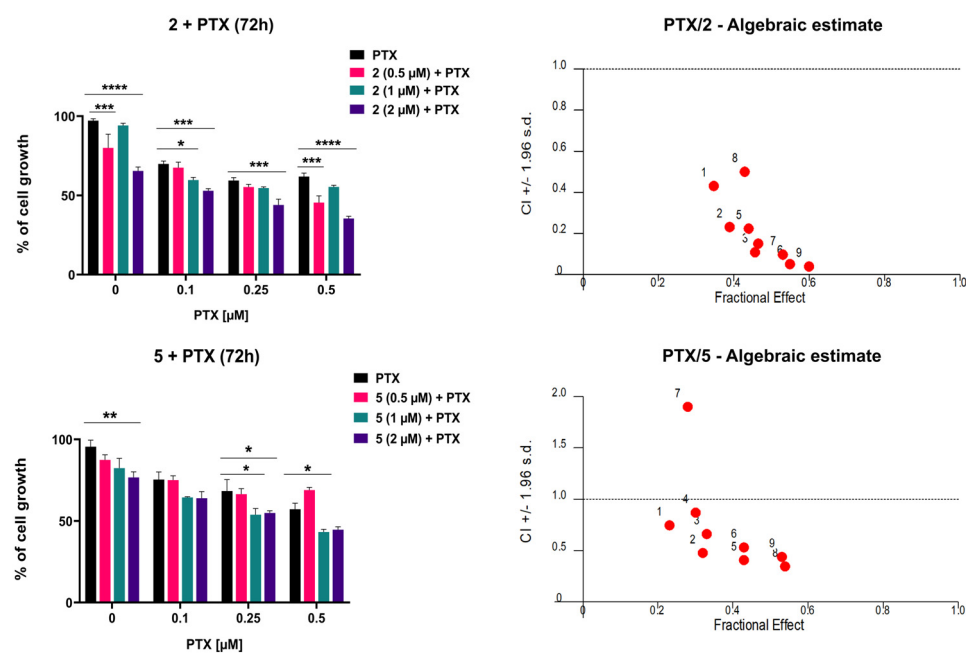 2 + PTX (72h)
PTX
2 (0.5 µM) + PTX
2 (1 µM) + PTX
2 (2 µM) + PTX
****
***
***
*
***
****
***
100
50
0
% of cell growth
0 0.1 0.25 0.5
PTX [µM]
PTX/2 - Algebraic estimate
1.0
0.8
0.6
0.4
0.2
0
CI +/- 1.96 s.d.
1
8
2
5
3
7
6
9
0 0.2 0.4 0.6 0.8 1.0
Fractional Effect
5 + PTX (72h)
PTX
5 (0.5 µM) + PTX
5 (1 µM) + PTX
5 (2 µM) + PTX
**
*
*
*
100
50
0
% of cell growth
0 0.1 0.25 0.5
PTX [µM]
PTX/5 - Algebraic estimate
2.0
1.5
1.0
0.5
0
CI +/- 1.96 s.d.
7
4
1
3
2
6
5
9
8
0 0.2 0.4 0.6 0.8 1.0
Fractional Effect